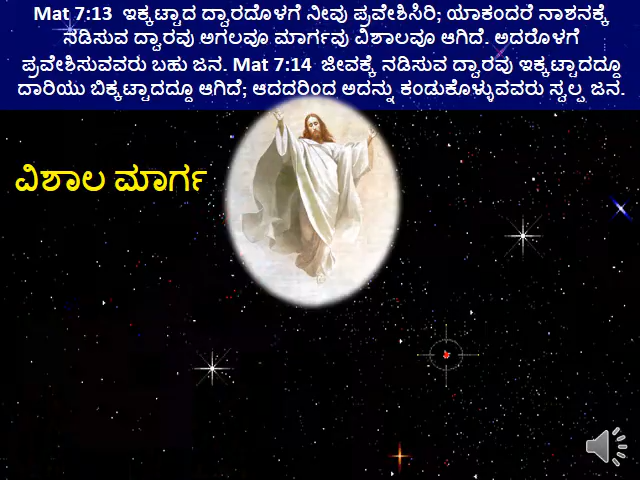 Mat 7:13 ಇಕ್ಕಟ್ಟಾದ ದ್ವಾರದೊಳಗೆ ನೀವು ಪ್ರವೇಶಿಸಿರಿ; ಯಾಕಂದರೆ ನಾಶನಕ್ಕೆ
ನಡಿಸುವ ದ್ವಾರವು ಅಗಲವೂ ಮಾರ್ಗವು ವಿಶಾಲವೂ ಆಗಿದೆ. ಅದರೊಳಗೆ
ಪ್ರವೇಶಿಸುವವರು ಬಹು ಜನ. Mat 7:14 ಜೀವಕ್ಕೆ ನಡಿಸುವ ದ್ವಾರವು ಇಕ್ಕಟ್ಟಾದದ್ದೂ
ದಾರಿಯು ಬಿಕ್ಕಟ್ಟಾದದ್ದೂ ಆಗಿದೆ; ಆದದರಿಂದ ಅದನ್ನು ಕಂಡುಕೊಳ್ಳುವವರು ಸ್ವಲ್ಪ ಜನ.
ವಿಶಾಲ ಮಾರ್ಗ